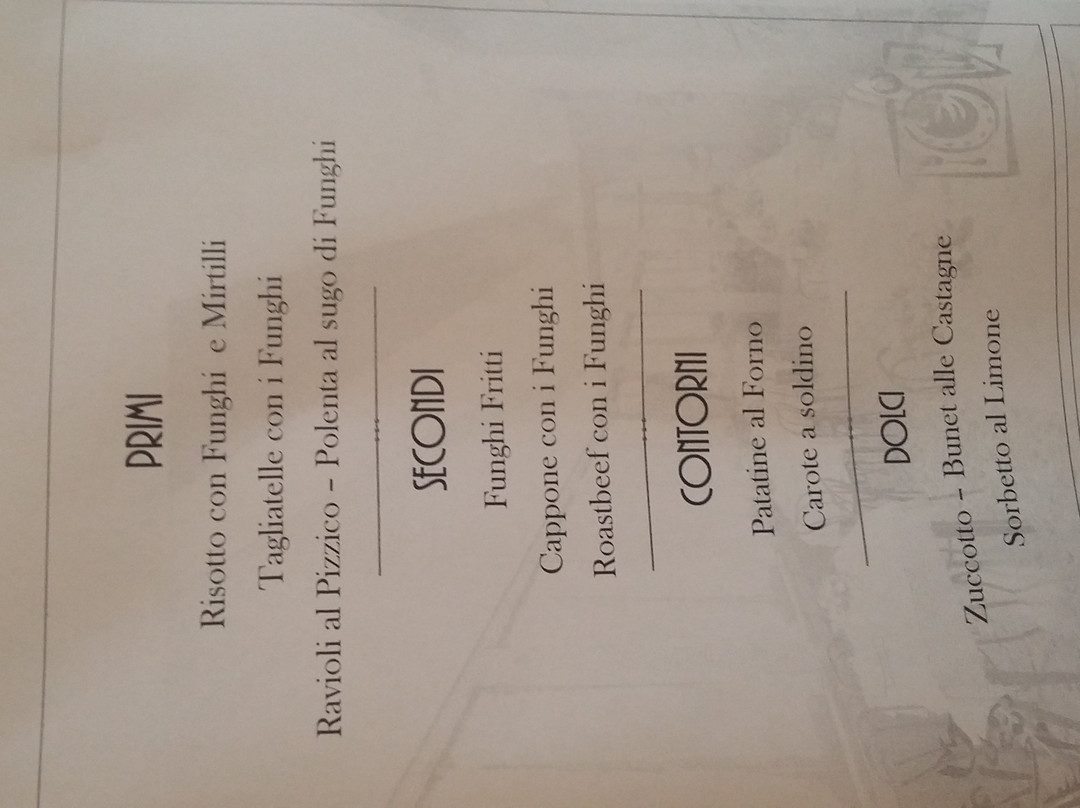 PRIMI
Risotto con Funghi e Mirtilli
Tagliatelle con i Funghi
Ravioli al Pizzico - Polenta al sugo di Funghi
SECONDI
Funghi Fritti
Cappone con i Funghi
Roastbeef con i Funghi
CONTORNI
Patatine al Forno
Carote a soldino
DOLCI
Zuccotto - Bunet alle Castagne
Sorbetto al Limone